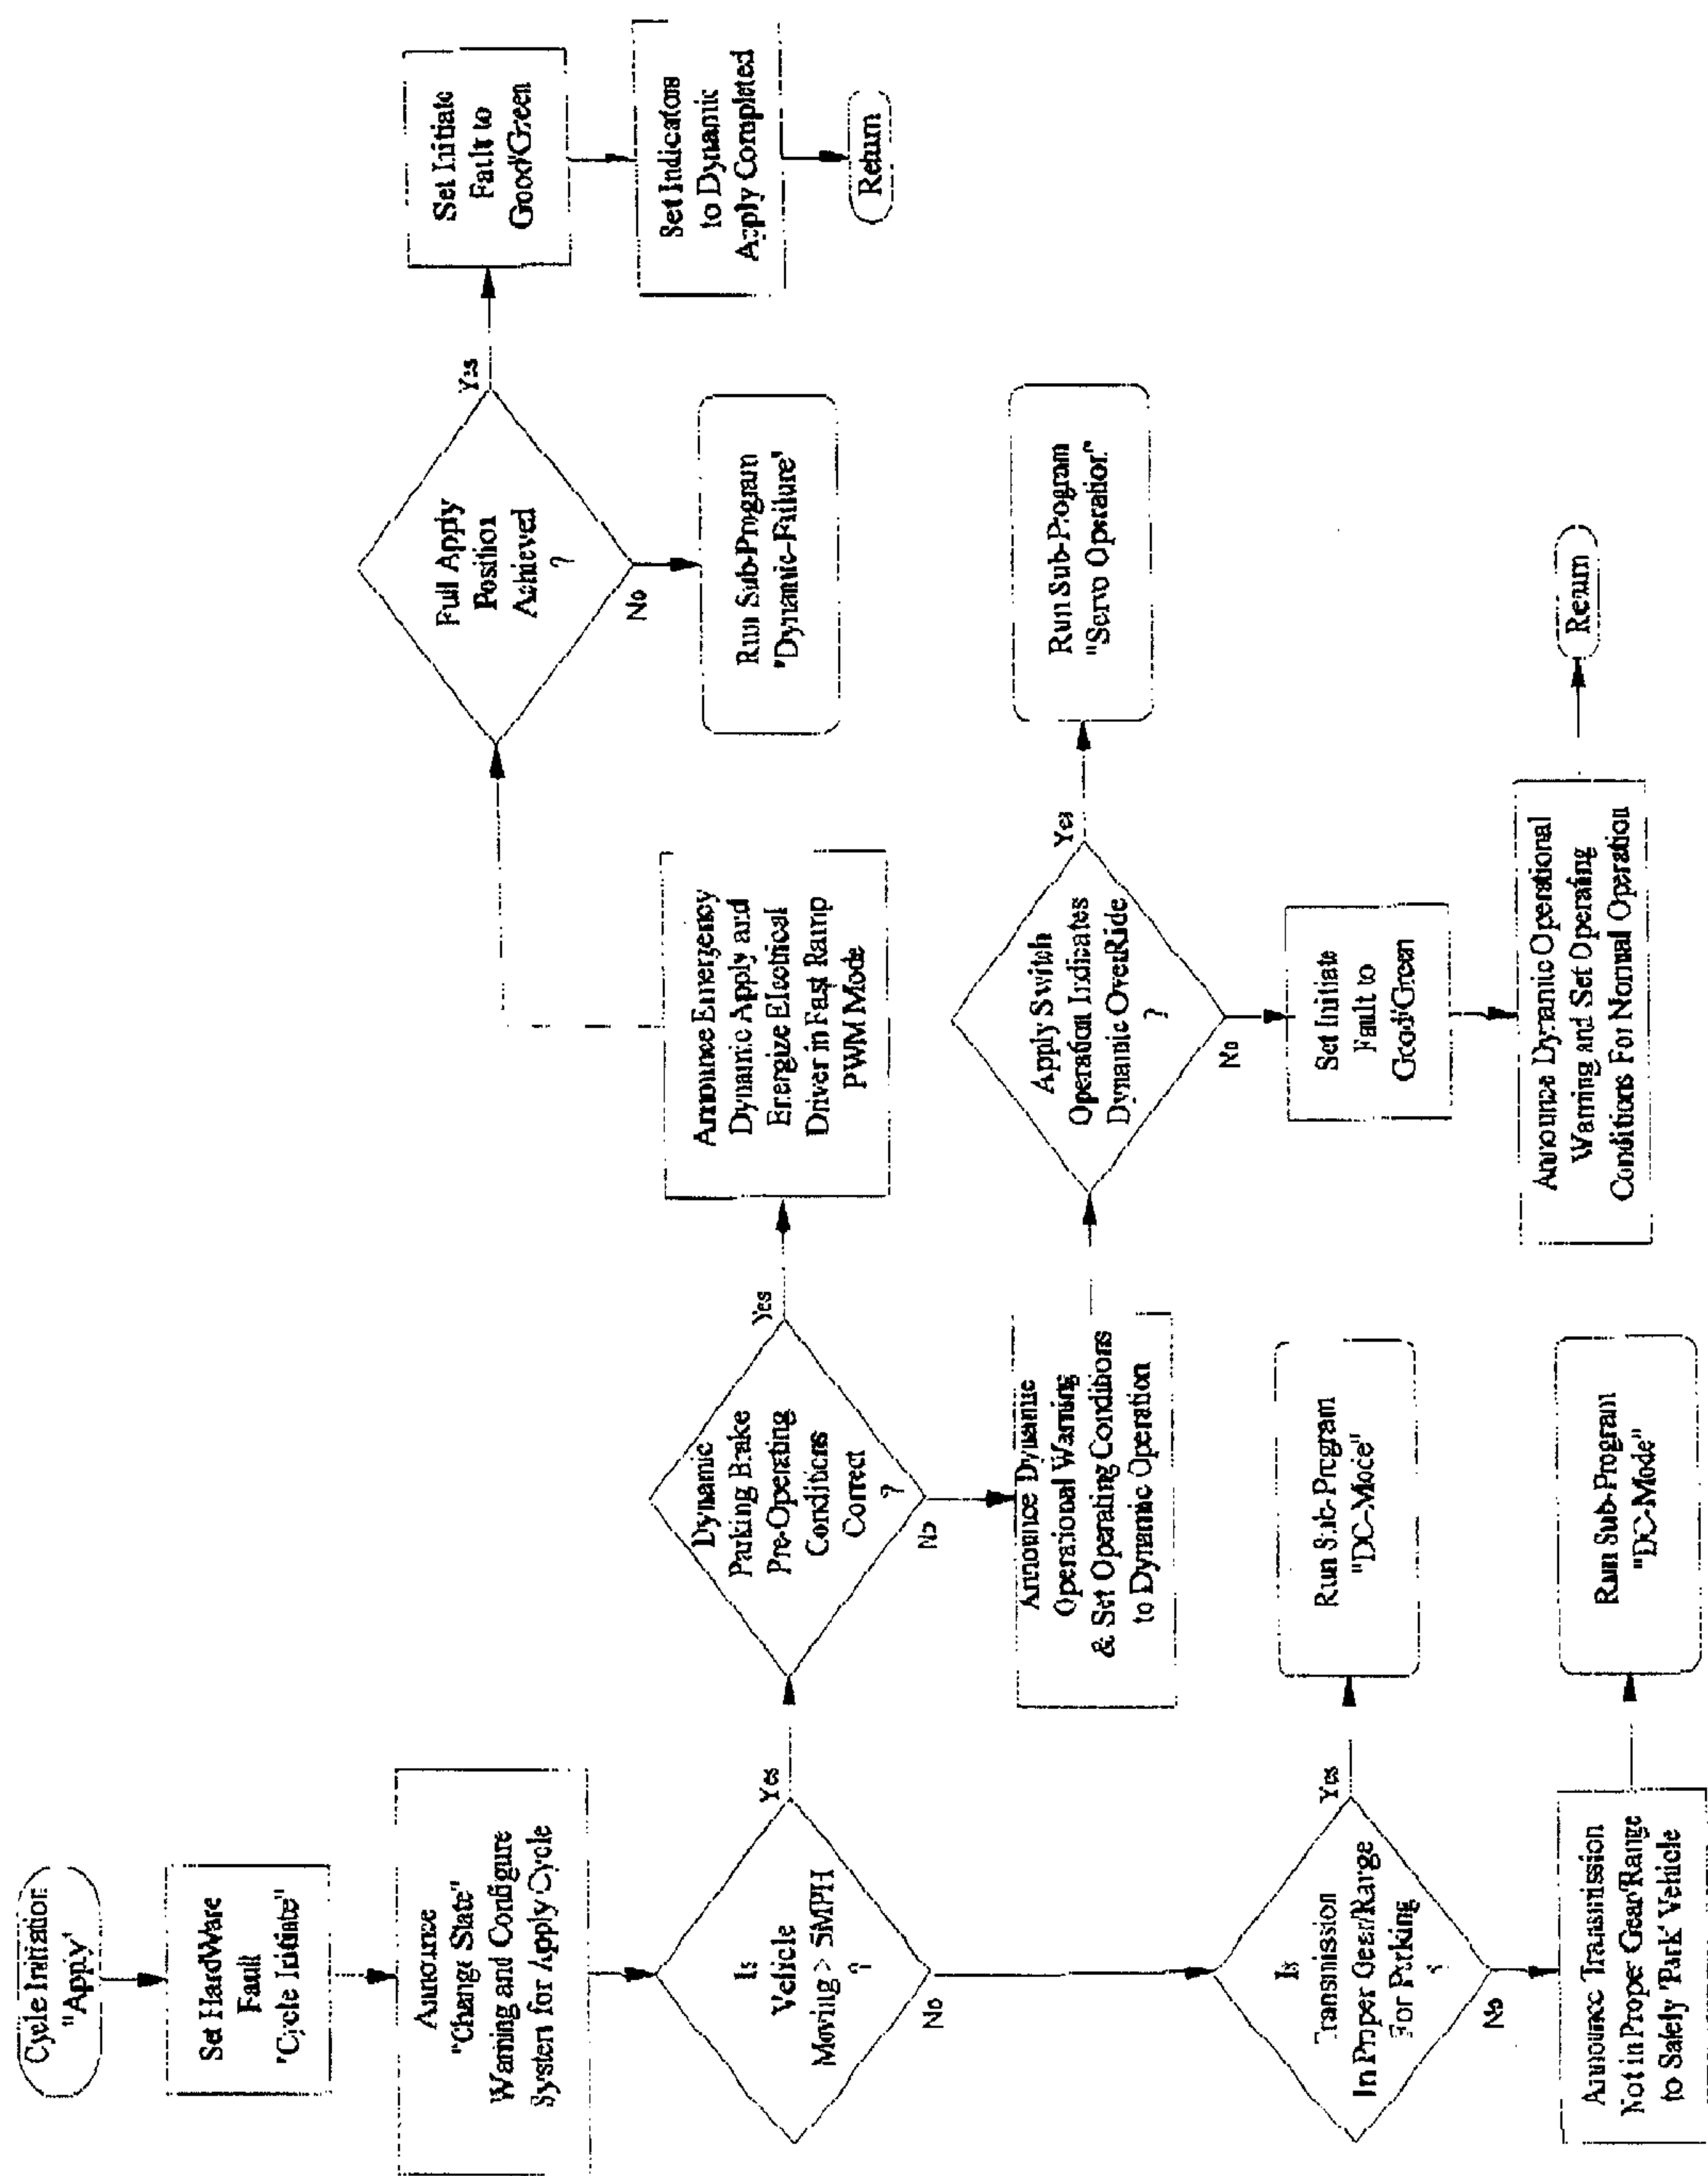 Cycle Initiation
"Apply"
Set HardWare
Fault
"Cycle Initiate"
Announce
"Change State"
Warning and Configure
System for Apply Cycle
Is
Vehicle
Moving > 5MPH
?
Yes
No
Dynamic
Parking Brake
Pre-Operating
Conditions
Correct
?
Yes
No
Announce Emergency
Dynamic Apply and
Energize Electrical
Driver in Fast Ramp
PWM Mode
Full Apply
Position
Achieved
?
Yes
No
Set Initiate
Fault to
Good/Green
Set Indicators
to Dynamic
Apply Completed
Return
Run Sub-Program
"Dynamic-Failure"
Announce Dynamic
Operational Warning
& Set Operating Conditions
to Dynamic Operation
Apply Switch
Operation Indicates
Dynamic OverRide
?
Yes
No
Run Sub-Program
"Servo Operation"
Set Initiate
Fault to
Good/Green
Announce Dynamic Operational
Warning and Set Operating
Conditions For Normal Operation
Return
Is
Transmission
In Proper Gear/Range
For Parking
?
Yes
No
Run Sub-Program
"DC-Mode"
Announce Transmission
Not in Proper Gear/Range
to Safely 'Park' Vehicle
Run Sub-Program
"DC-Mode"